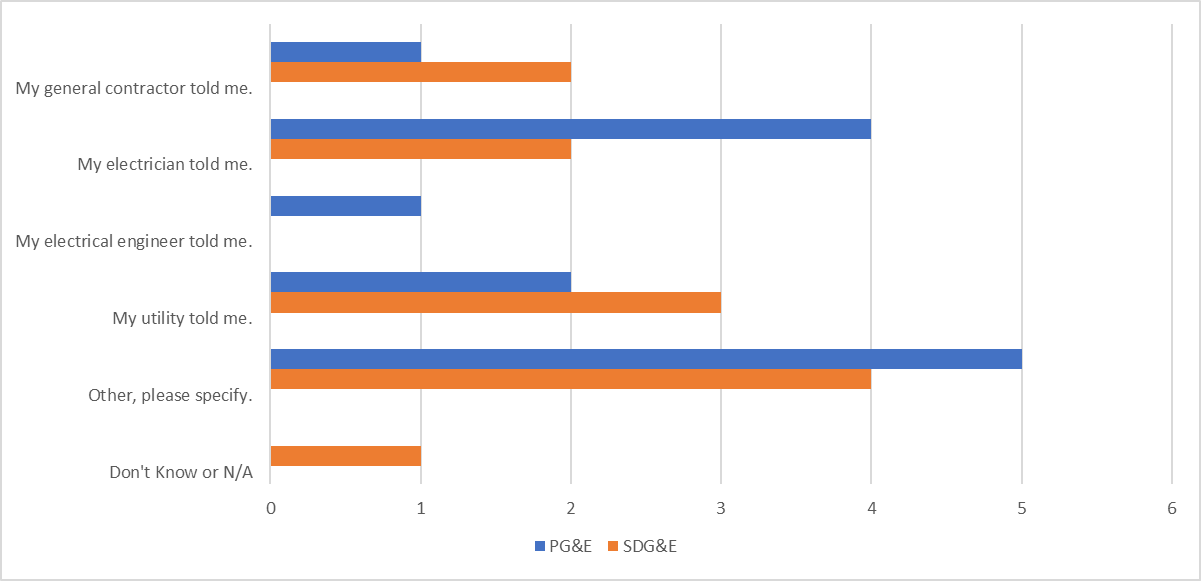 My general contractor told me.
My electrician told me.
My electrical engineer told me.
My utility told me.
Other, please specify.
Don't Know or N/A
0 1 2 3 4 5 6
PG&E SDG&E